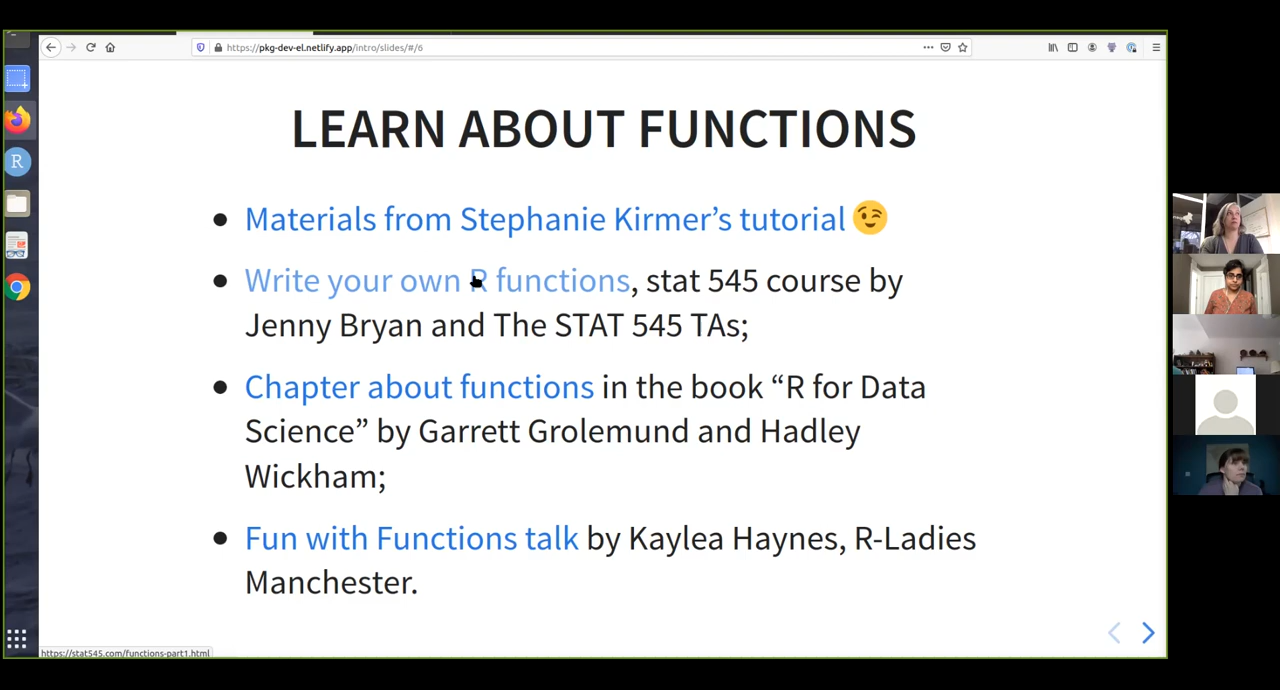 https://pkg-dev-el.netlify.app/intro/slides/#/6
LEARN ABOUT FUNCTIONS
Materials from Stephanie Kirmer's tutorial 😉
Write your own R functions, stat 545 course by
Jenny Bryan and The STAT 545 TAs;
Chapter about functions in the book “R for Data
Science” by Garrett Grolemund and Hadley
Wickham;
Fun with Functions talk by Kaylea Haynes, R-Ladies
Manchester.
https://stat545.com/functions-part1.html
R